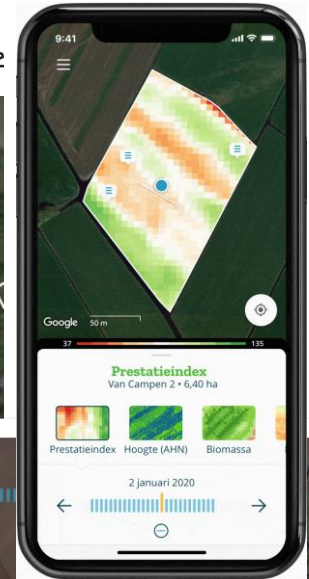 9:41
Google
50 m
37
135
Prestatieindex
Van Campen 2 • 6,40 ha
Prestatieindex Hoogte (AHN) Biomassa
2 januari 2020